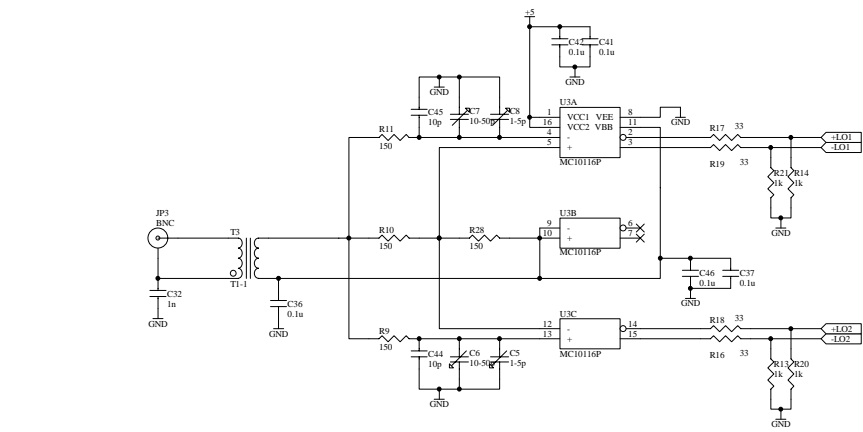 +5
C42 C41
0.1u 0.1u
GND
GND
C45 C7 C8
10p 10-50p 1-5p
R11
150
U3A
1 VCC1 VEE 8
16 VCC2 VBB 11
4 - 2
5 + 3
MC10116P
GND
R17 33
R19 33
+LO1
-LO1
R21 R14
1k 1k
GND
JP3
BNC
T3
T1-1
R10
150
R28
150
U3B
9 - 6
10 + 7
MC10116P
C32
1n
GND
C36
0.1u
GND
C46 C37
0.1u 0.1u
GND
U3C
12 - 14
13 + 15
MC10116P
R9
150
C44 C6 C5
10p 10-50p 1-5p
GND
R18 33
R16 33
+LO2
-LO2
R13 R20
1k 1k
GND